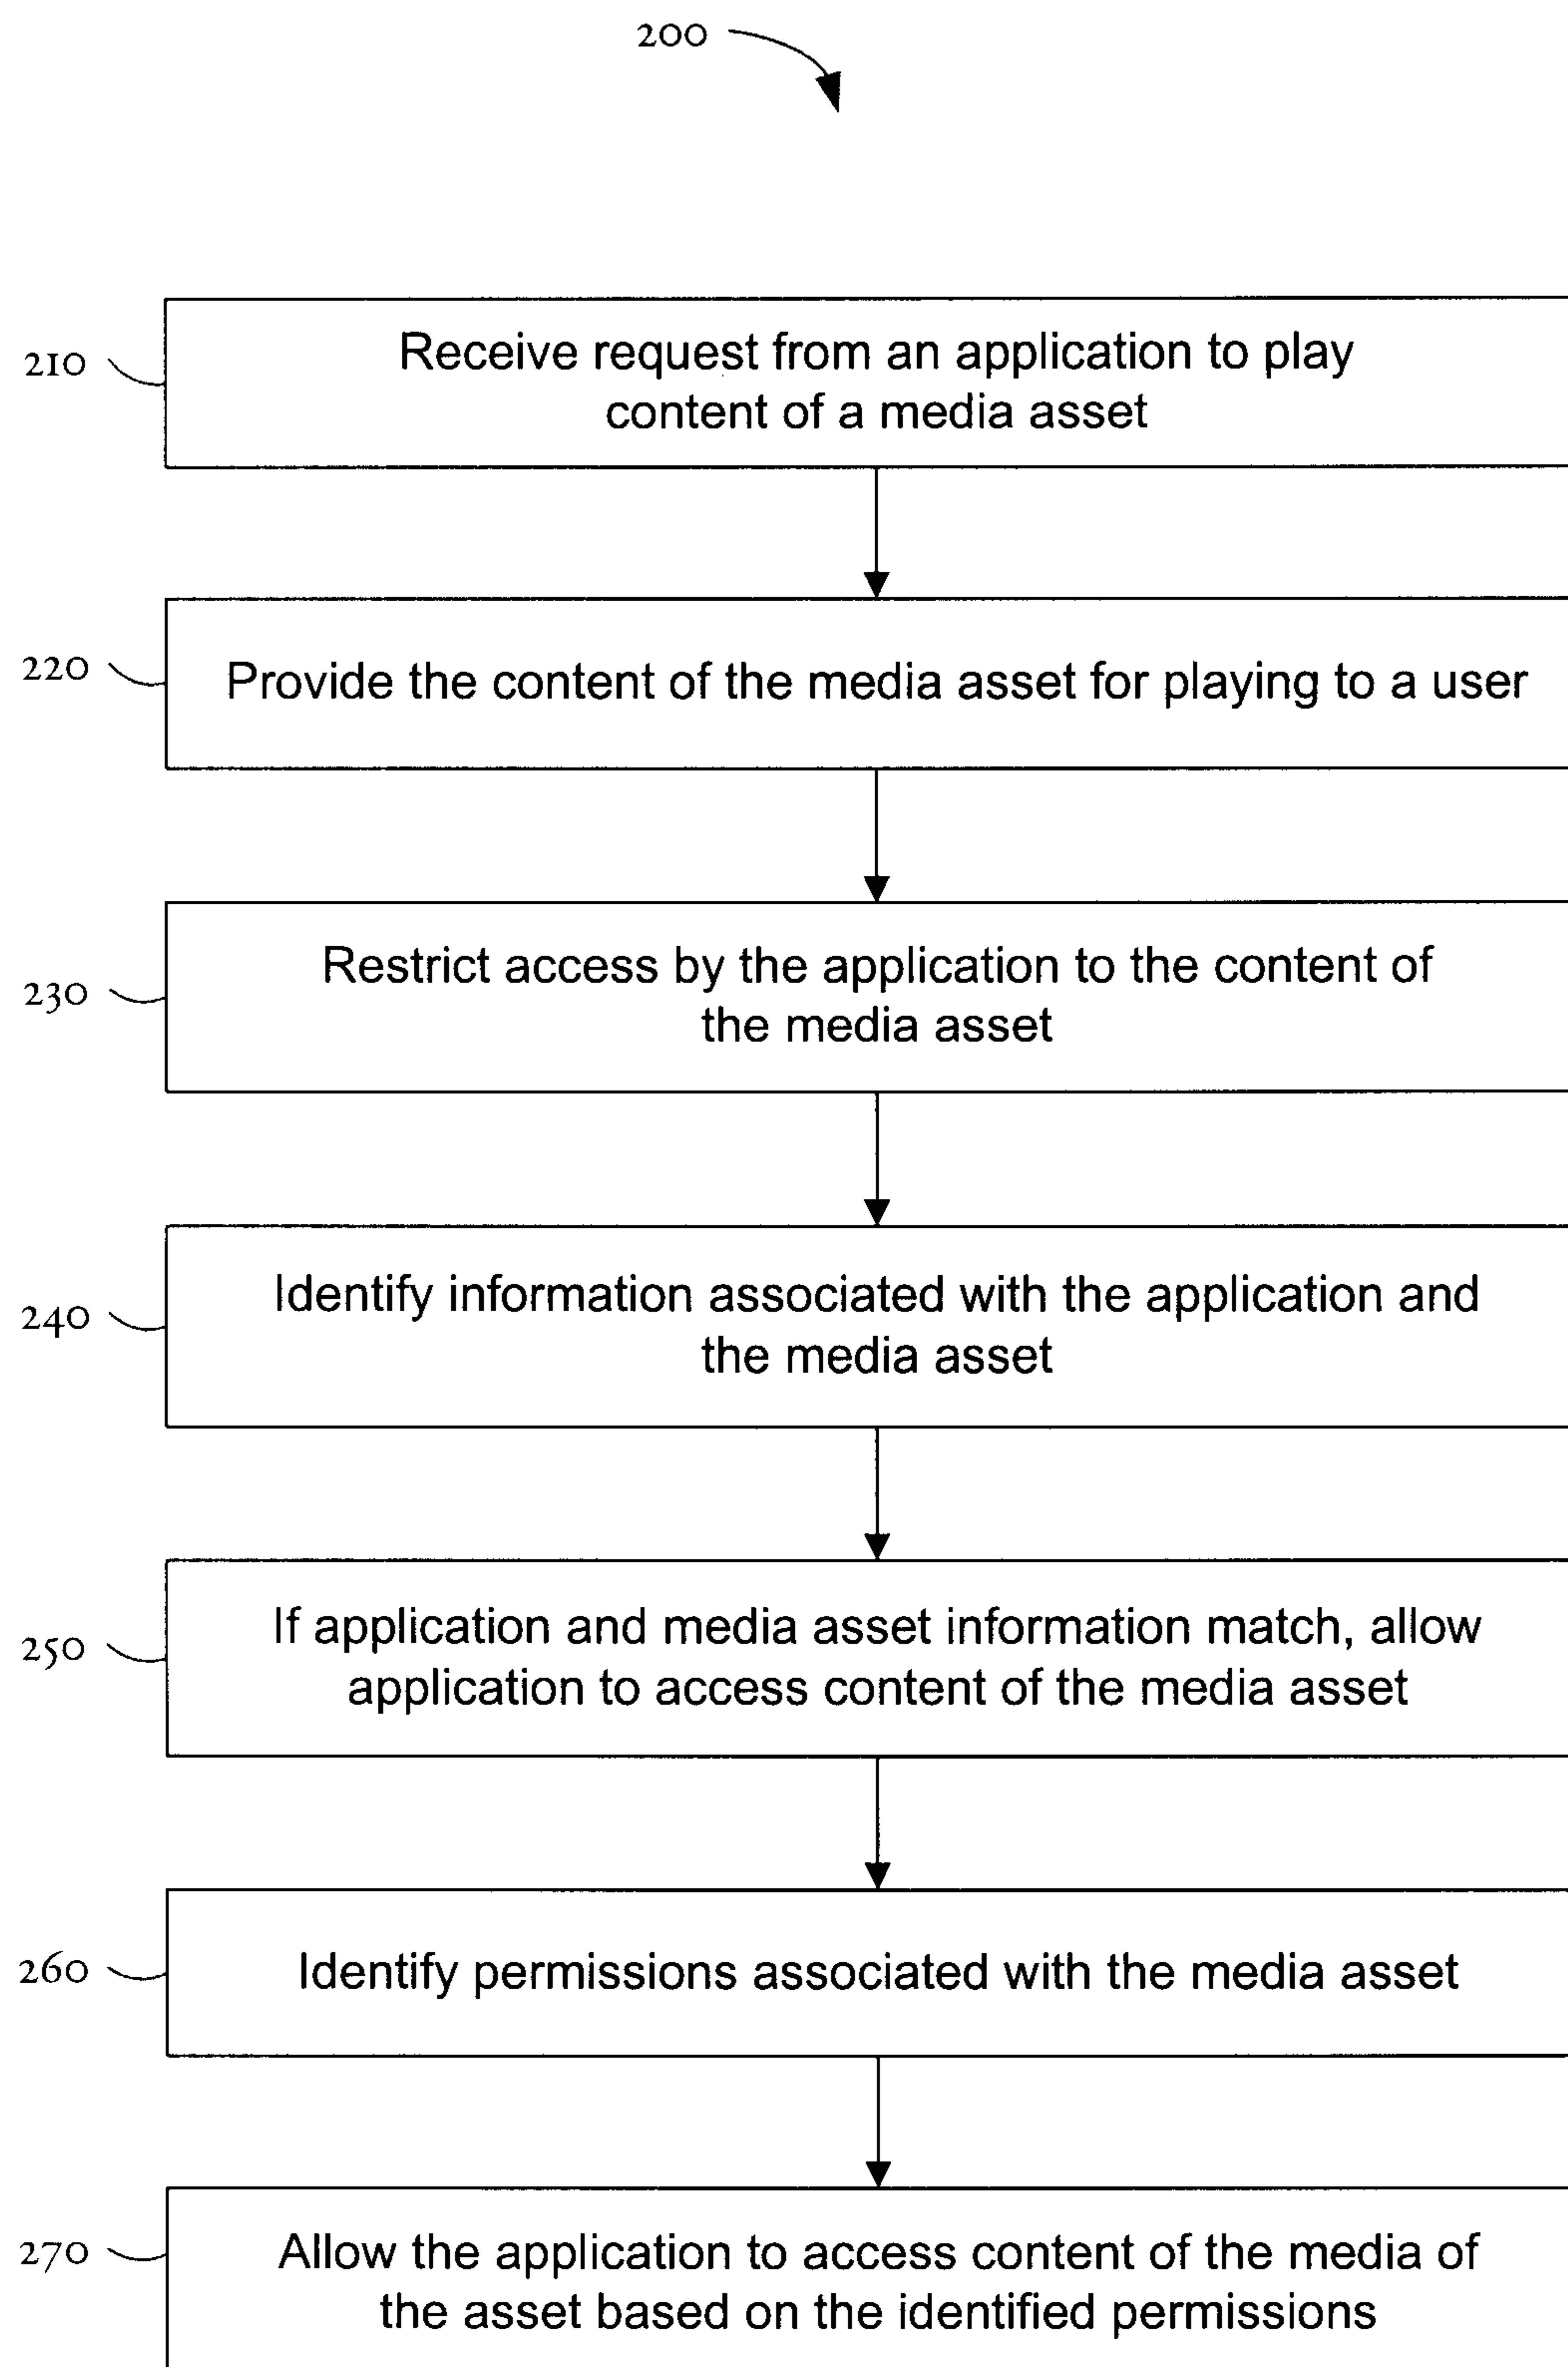 200
210
Receive request from an application to play
content of a media asset
220
Provide the content of the media asset for playing to a user
230
Restrict access by the application to the content of
the media asset
240
Identify information associated with the application and
the media asset
250
If application and media asset information match, allow
application to access content of the media asset
260
Identify permissions associated with the media asset
270
Allow the application to access content of the media of
the asset based on the identified permissions